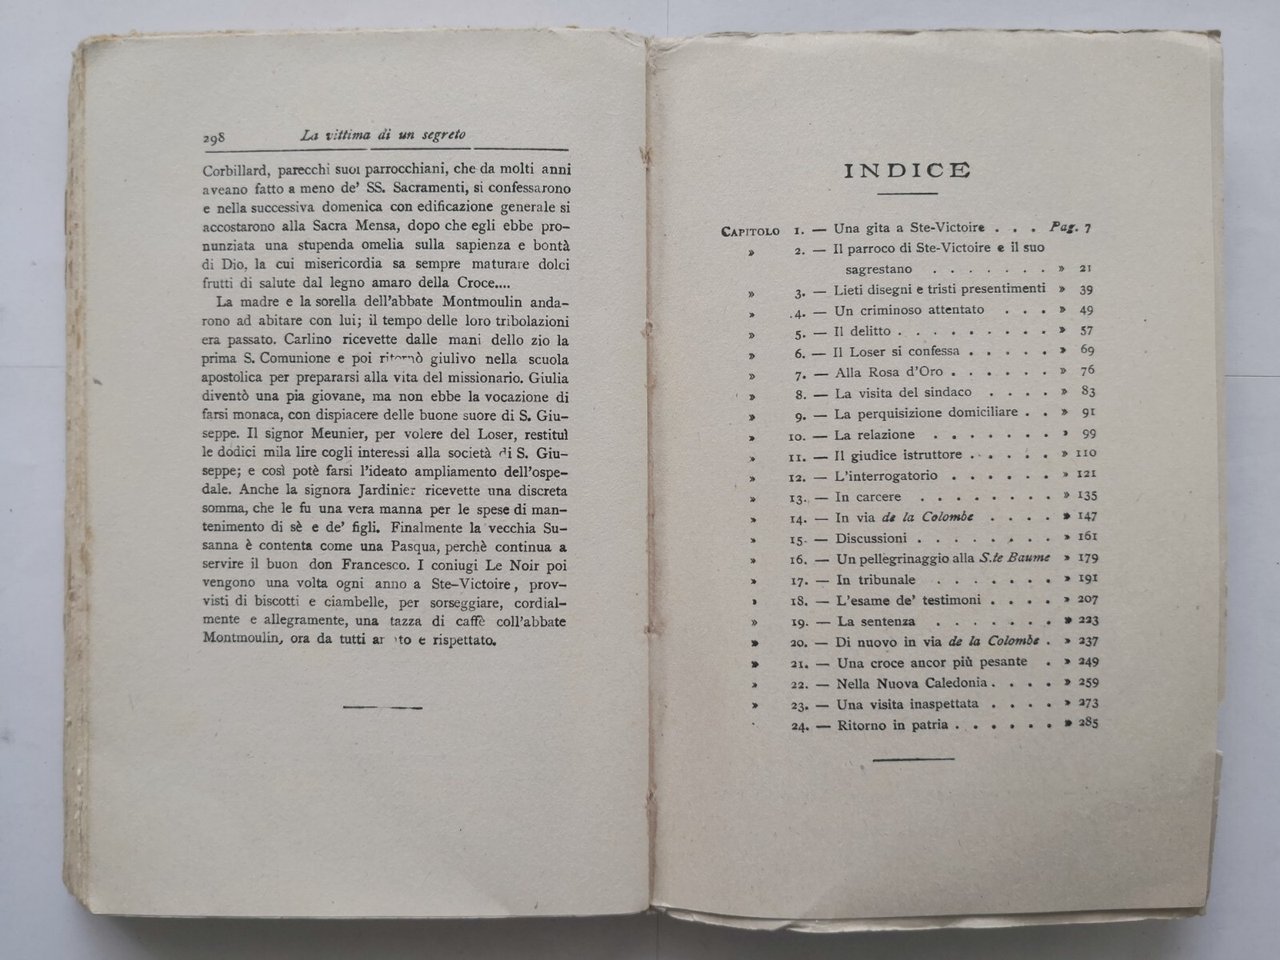 298 La vittima di un segreto
Corbillard, parecchi suoi parrocchiani, che da molti anni
aveano fatto a meno de' SS. Sacramenti, si confessarono
e nella successiva domenica con edificazione generale si
accostarono alla Sacra Mensa, dopo che egli ebbe pro-
nunziata una stupenda omelia sulla sapienza e bontà
di Dio, la cui misericordia sa sempre maturare dolci
frutti di salute dal legno amaro della Croce....
La madre e la sorella dell'abbate Montmoulin anda-
rono ad abitare con lui; il tempo delle loro tribolazioni
era passato. Carlino ricevette dalle mani dello zio la
prima S. Comunione e poi ritornò giulivo nella scuola
apostolica per prepararsi alla vita del missionario. Giulia
diventò una pia giovane, ma non ebbe la vocazione di
farsi monaca, con dispiacere delle buone suore di S. Giu-
seppe. Il signor Meunier, per volere del Loser, restituì
le dodici mila lire cogli interessi alla società di S. Giu-
seppe; e così potè farsi l'ideato ampliamento dell'ospe-
dale. Anche la signora Jardinier ricevette una discreta
somma, che le fu una vera manna per le spese di man-
tenimento di sè e de' figli. Finalmente la vecchia Su-
sanna è contenta come una Pasqua, perchè continua a
servire il buon don Francesco. I coniugi Le Noir poi
vengono una volta ogni anno a Ste-Victoire, provv-
visti di biscotti e ciambelle, per sorseggiare, cordial-
mente e allegramente, una tazza di caffè coll'abbate
Montmoulin, ora da tutti e rispettato.
INDICE
CAPITOLO 1. — Una gita a Ste-Victoire . . . Pag. 7
» 2. — Il parroco di Ste-Victoire e il suo
sagrestano . . . . . . . » 21
» 3. — Lieti disegni e tristi presentimenti » 39
» 4. — Un criminoso attentato . . . » 49
» 5. — Il delitto . . . . . . . . » 57
» 6. — Il Loser si confessa . . . . . » 69
» 7. — Alla Rosa d'Oro . . . . . . » 76
» 8. — La visita del sindaco . . . . » 83
» 9. — La perquisizione domiciliare . . » 91
» 10. — La relazione . . . . . . . » 99
» 11. — Il giudice istruttore . . . . . » 110
» 12. — L'interrogatorio . . . . . . » 121
» 13. — In carcere . . . . . . . . » 135
» 14. — In via de la Colombe . . . . » 147
» 15. — Discussioni . . . . . . . . » 161
» 16. — Un pellegrinaggio alla S.te Baume » 179
» 17. — In tribunale . . . . . . . » 191
» 18. — L'esame de' testimoni . . . . » 207
» 19. — La sentenza . . . . . . . » 223
» 20. — Di nuovo in via de la Colombe . » 237
» 21. — Una croce ancor più pesante . » 249
» 22. — Nella Nuova Caledonia . . . . » 259
» 23. — Una visita inaspettata . . . . » 273
24. — Ritorno in patria . . . . . . » 285